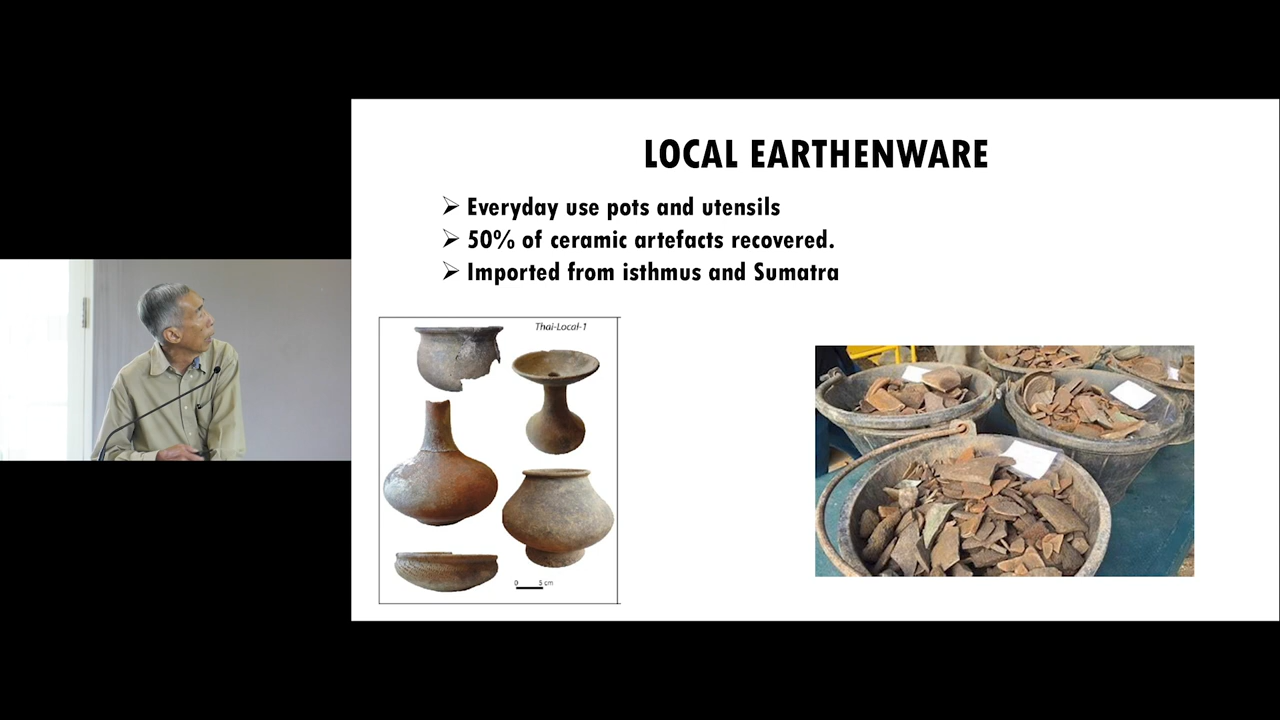 LOCAL EARTHENWARE
➢ Everyday use pots and utensils
➢ 50% of ceramic artefacts recovered.
➢ Imported from isthmus and Sumatra
Thai-Local-1
0 5 cm